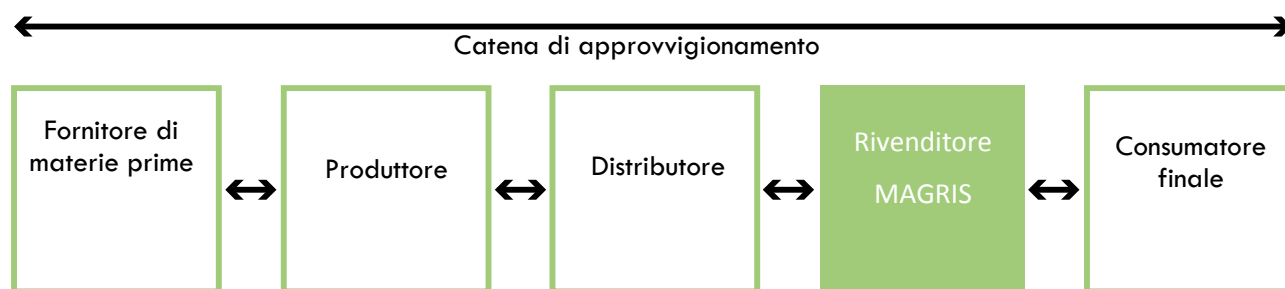 Catena di approvvigionamento
Fornitore di
materie prime
Produttore
Distributore
Rivenditore
MAGRIS
Consumatore
finale